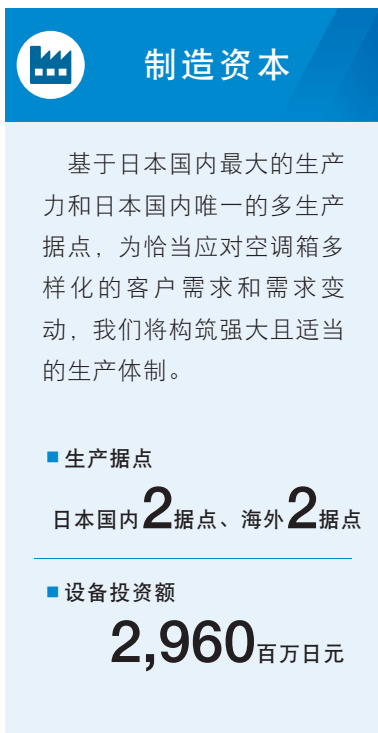 制造资本
基于日本国内最大的生产
力和日本国内唯一的多生产
据点，为恰当应对空调箱多
样化的客户需求和需求变
动，我们将构筑强大且适当
的生产体制。
■生产据点
日本国内2据点、海外2据点
■设备投资额
2,960百万日元